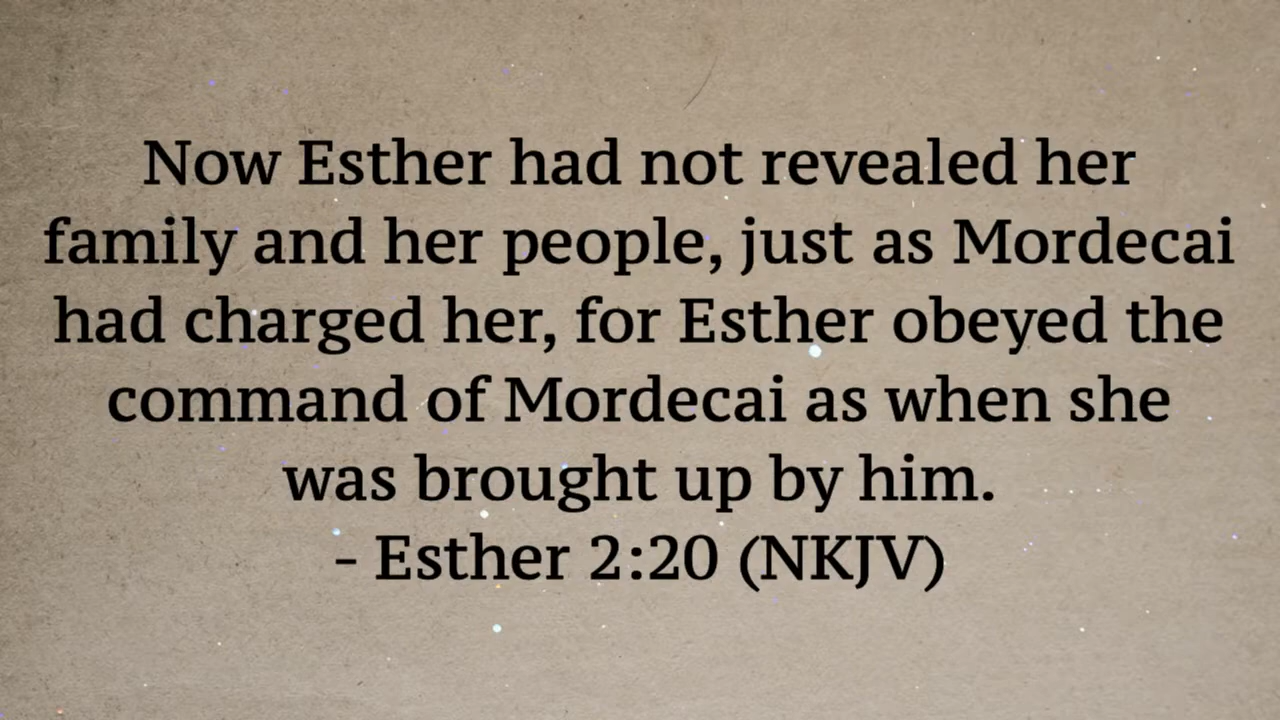 Now Esther had not revealed her
family and her people, just as Mordecai
had charged her, for Esther obeyed the
command of Mordecai as when she
was brought up by him.
- Esther 2:20 (NKJV)